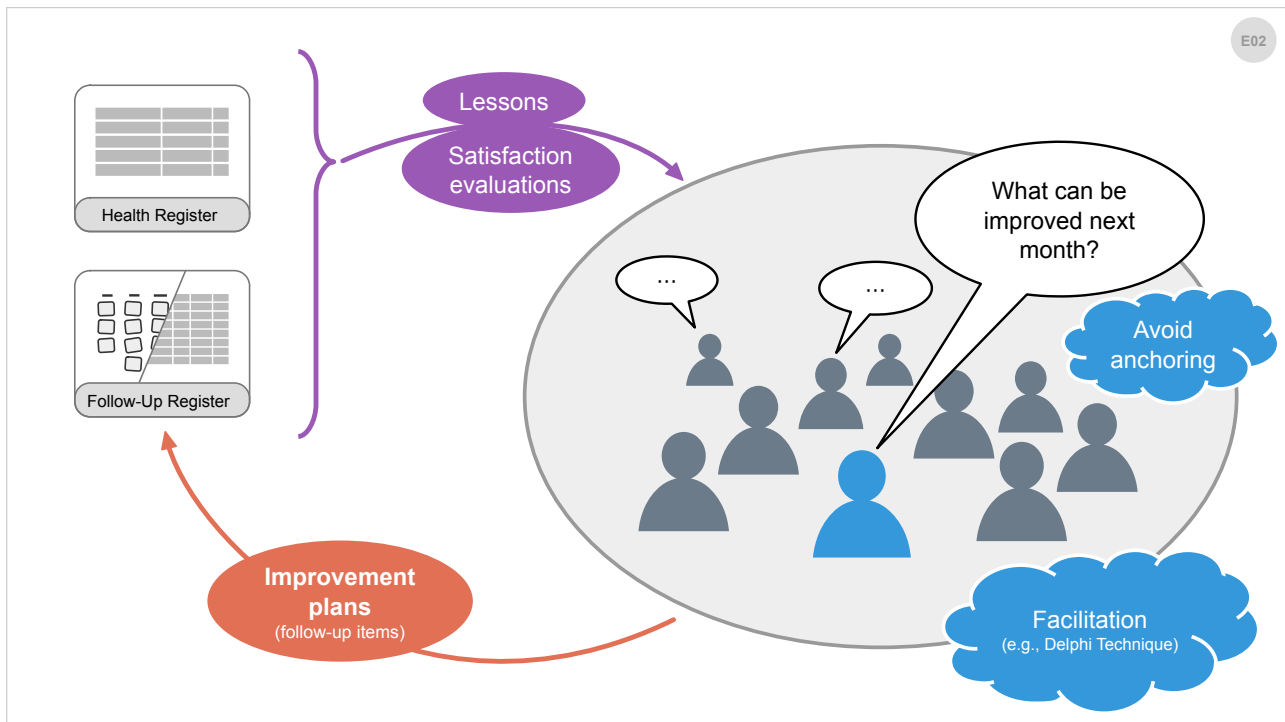 E02
Health Register
Follow-Up Register
Lessons
Satisfaction
evaluations
What can be
improved next
month?
...
...
Avoid
anchoring
Improvement
plans
(follow-up items)
Facilitation
(e.g., Delphi Technique)